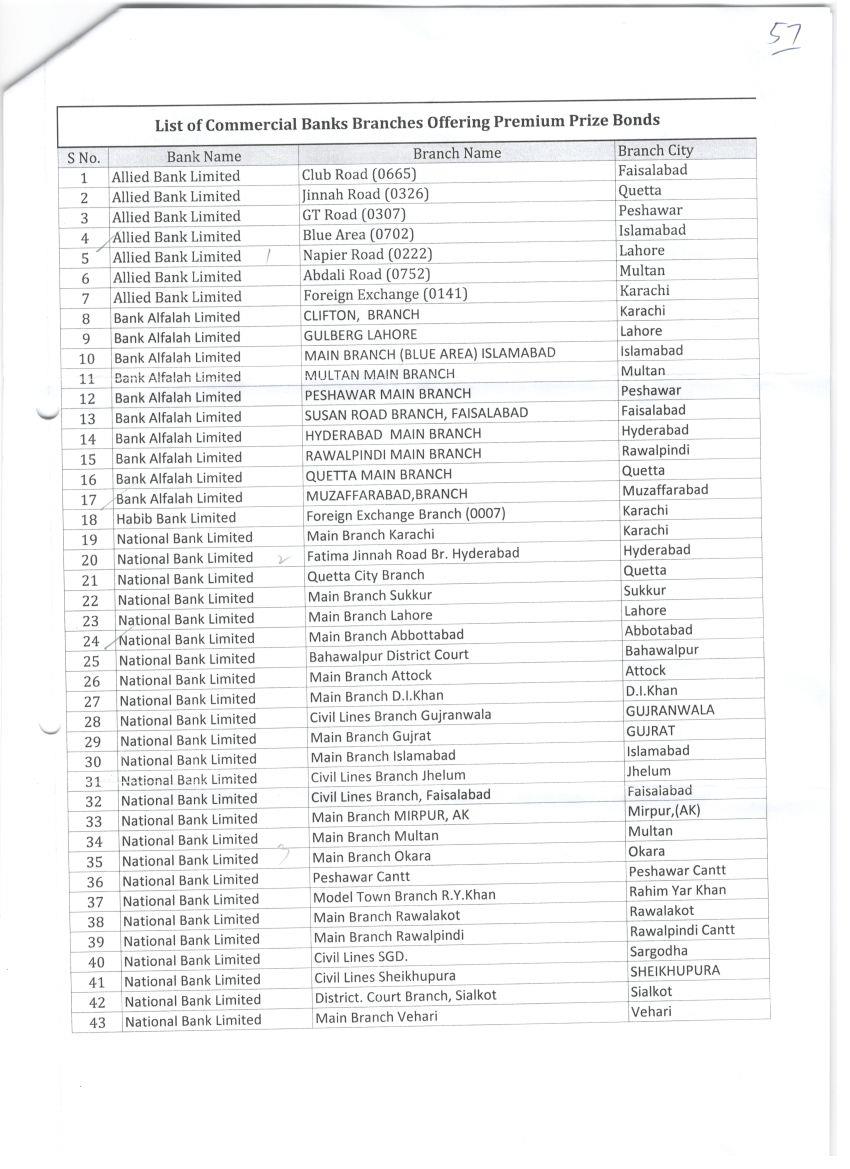 57
List of Commercial Banks Branches Offering Premium Prize Bonds
S No. Bank Name Branch Name Branch City
1 Allied Bank Limited Club Road (0665) Faisalabad
2 Allied Bank Limited Jinnah Road (0326) Quetta
3 Allied Bank Limited GT Road (0307) Peshawar
4 Allied Bank Limited Blue Area (0702) Islamabad
5 Allied Bank Limited 1 Napier Road (0222) Lahore
6 Allied Bank Limited Abdali Road (0752) Multan
7 Allied Bank Limited Foreign Exchange (0141) Karachi
8 Bank Alfalah Limited CLIFTON, BRANCH Karachi
9 Bank Alfalah Limited GULBERG LAHORE Lahore
10 Bank Alfalah Limited MAIN BRANCH (BLUE AREA) ISLAMABAD Islamabad
11 Bank Alfalah Limited MULTAN MAIN BRANCH Multan
12 Bank Alfalah Limited PESHAWAR MAIN BRANCH Peshawar
13 Bank Alfalah Limited SUSAN ROAD BRANCH, FAISALABAD Faisalabad
14 Bank Alfalah Limited HYDERABAD MAIN BRANCH Hyderabad
15 Bank Alfalah Limited RAWALPINDI MAIN BRANCH Rawalpindi
16 Bank Alfalah Limited QUETTA MAIN BRANCH Quetta
17 Bank Alfalah Limited MUZAFFARABAD,BRANCH Muzaffarabad
18 Habib Bank Limited Foreign Exchange Branch (0007) Karachi
19 National Bank Limited Main Branch Karachi Karachi
20 National Bank Limited 2 Fatima Jinnah Road Br. Hyderabad Hyderabad
21 National Bank Limited Quetta City Branch Quetta
22 National Bank Limited Main Branch Sukkur Sukkur
23 National Bank Limited Main Branch Lahore Lahore
24 National Bank Limited Main Branch Abbottabad Abbotabad
25 National Bank Limited Bahawalpur District Court Bahawalpur
26 National Bank Limited Main Branch Attock Attock
27 National Bank Limited Main Branch D.I.Khan D.I.Khan
28 National Bank Limited Civil Lines Branch Gujranwala GUJRANWALA
29 National Bank Limited Main Branch Gujrat GUJRAT
30 National Bank Limited Main Branch Islamabad Islamabad
31 National Bank Limited Civil Lines Branch Jhelum Jhelum
32 National Bank Limited Civil Lines Branch, Faisalabad Faisalabad
33 National Bank Limited Main Branch MIRPUR, AK Mirpur,(AK)
34 National Bank Limited Main Branch Multan Multan
35 National Bank Limited 3 Main Branch Okara Okara
36 National Bank Limited Peshawar Cantt Peshawar Cantt
37 National Bank Limited Model Town Branch R.Y.Khan Rahim Yar Khan
38 National Bank Limited Main Branch Rawalakot Rawalakot
39 National Bank Limited Main Branch Rawalpindi Rawalpindi Cantt
40 National Bank Limited Civil Lines SGD. Sargodha
41 National Bank Limited Civil Lines Sheikhupura SHEIKHUPURA
42 National Bank Limited District. Court Branch, Sialkot Sialkot
43 National Bank Limited Main Branch Vehari Vehari